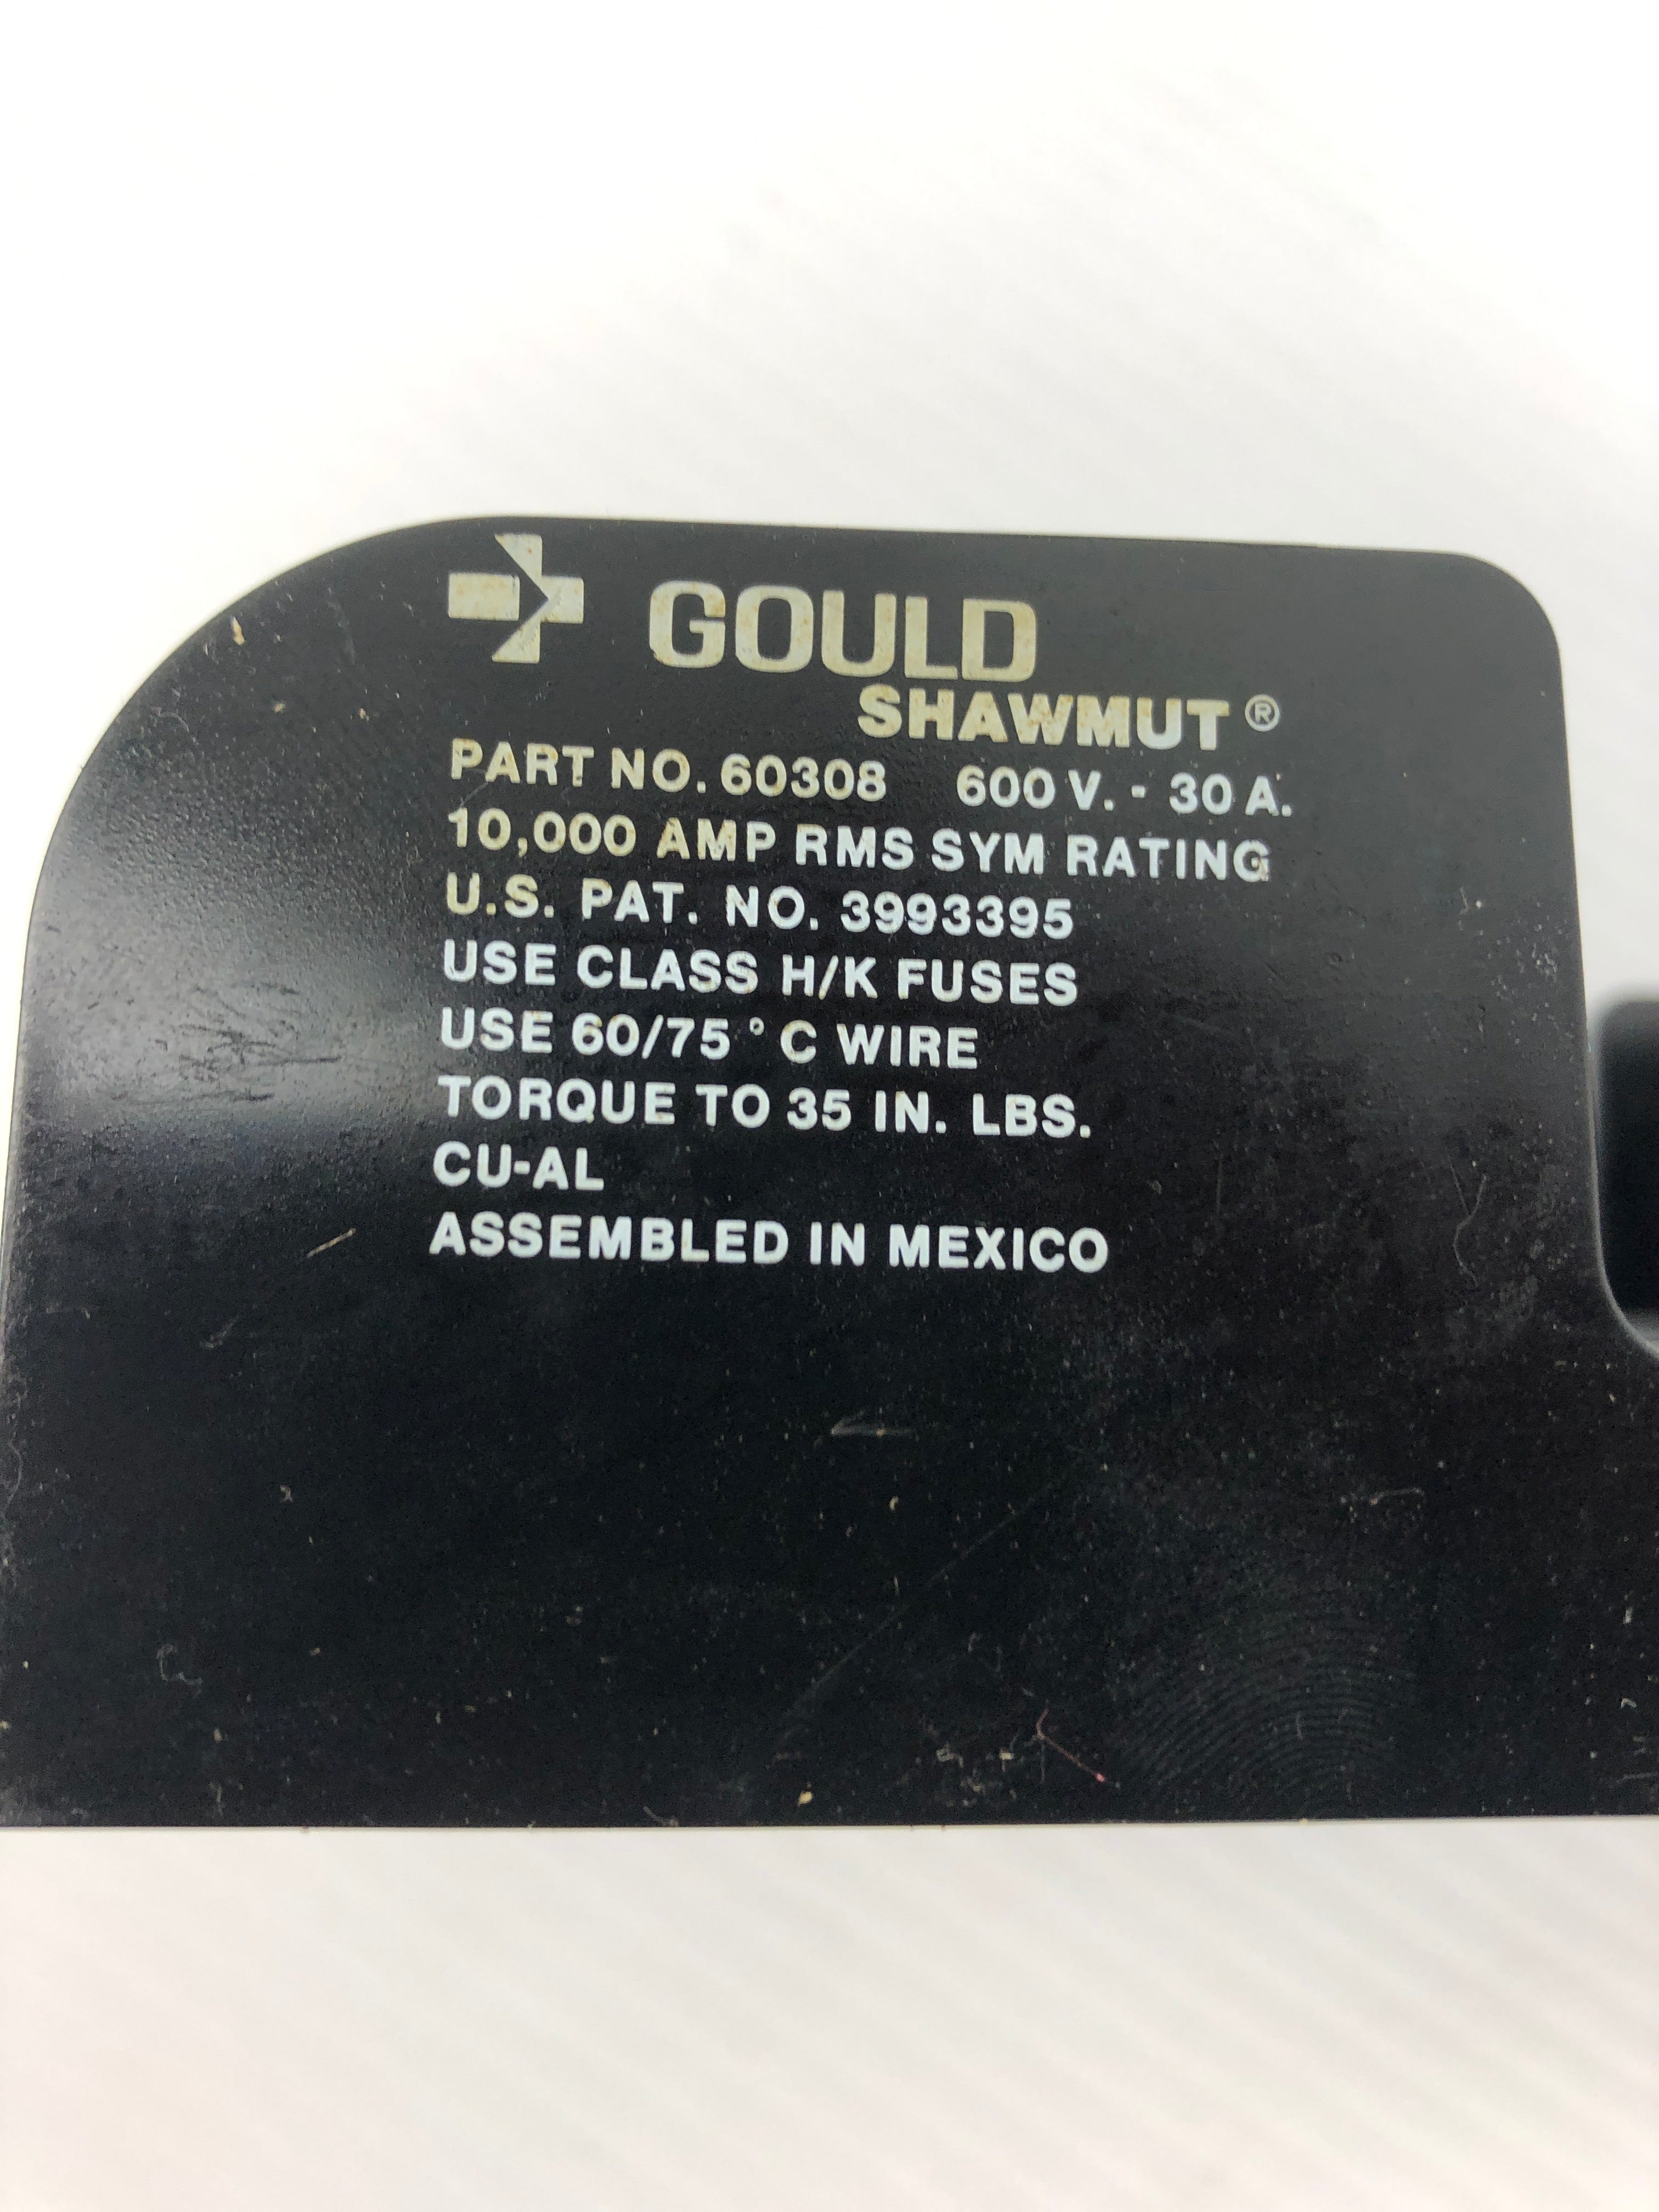 GOULD
SHAWMUT®
PART NO. 60308 600 V. - 30 A.
10,000 AMP RMS SYM RATING
U.S. PAT. NO. 3993395
USE CLASS H/K FUSES
USE 60/75 ° C WIRE
TORQUE TO 35 IN. LBS.
CU-AL
ASSEMBLED IN MEXICO